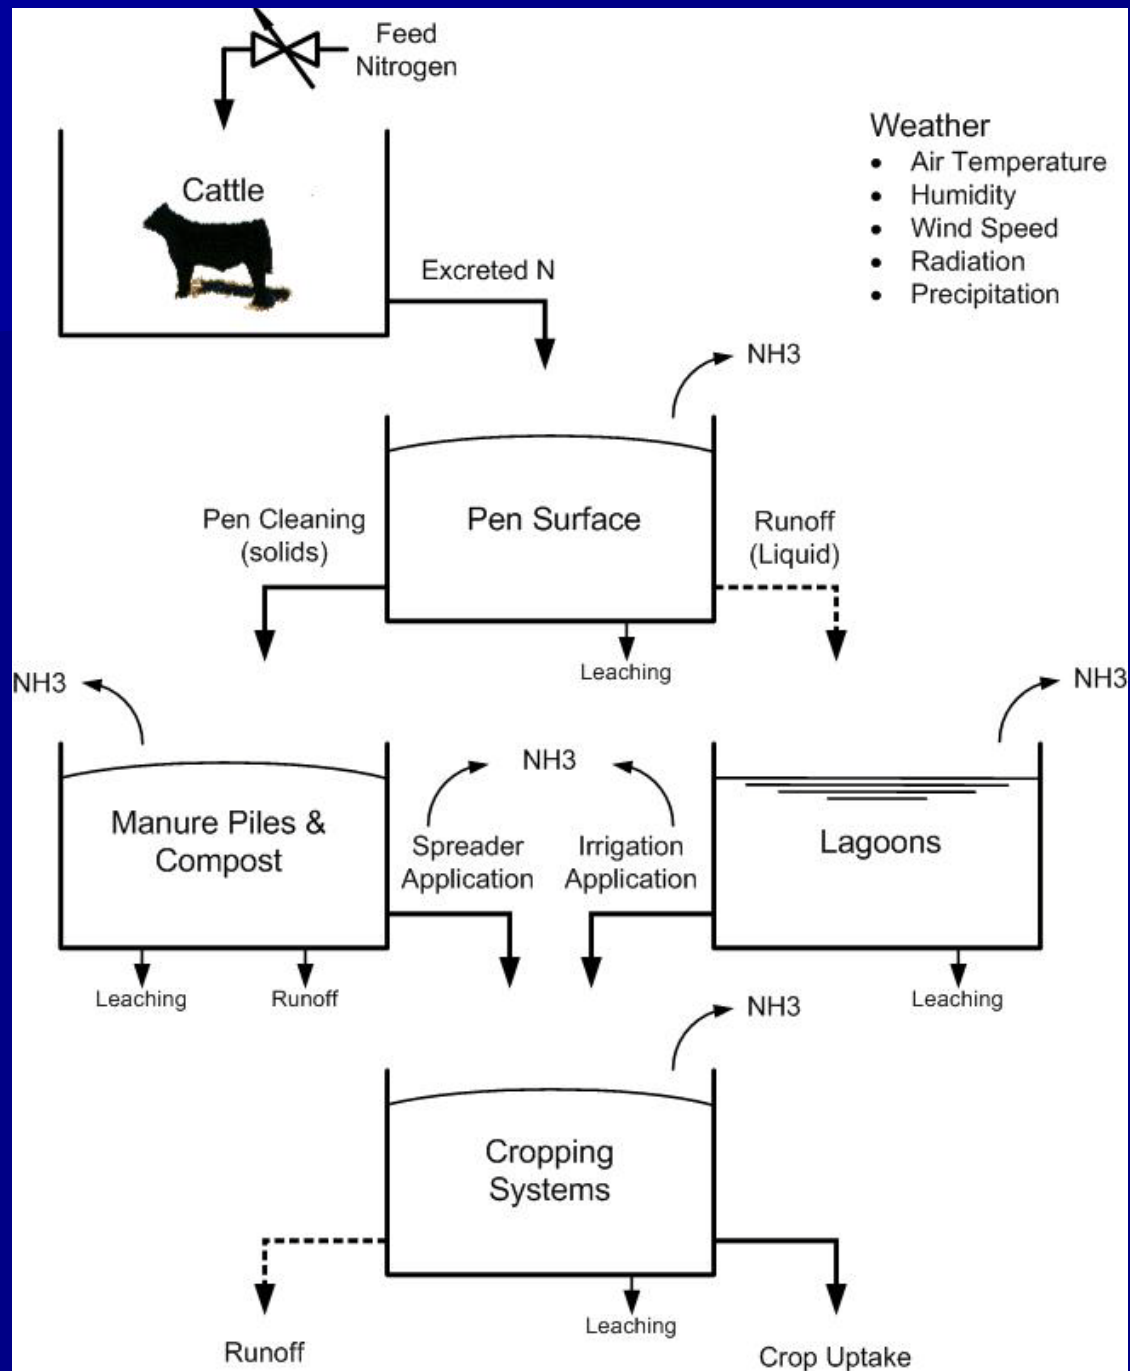 Feed
Nitrogen
Weather
• Air Temperature
• Humidity
• Wind Speed
• Radiation
• Precipitation
Cattle
Excreted N
NH3
Pen Cleaning
(solids)
Pen Surface
Runoff
(Liquid)
Leaching
NH3
NH3
NH3
Manure Piles &
Compost
Spreader
Application
Irrigation
Application
Lagoons
Leaching
Runoff
Leaching
NH3
Cropping
Systems
Leaching
Runoff
Crop Uptake